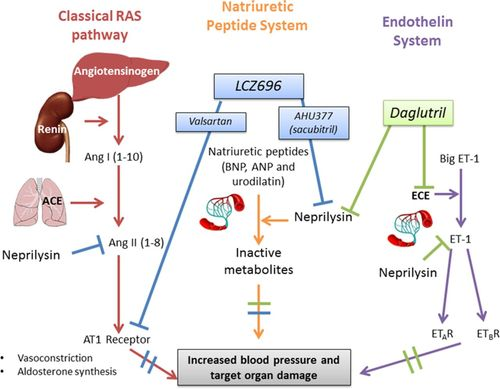 Classical RAS
pathway
Natriuretic
Peptide System
Endothelin
System
Angiotensinogen
Renin
Ang I (1-10)
ACE
Neprilysin
Ang II (1-8)
AT1 Receptor
• Vasoconstriction
• Aldosterone synthesis
LCZ696
Valsartan
AHU377
(sacubitril)
Natriuretic peptides
(BNP, ANP and
urodilatin)
Neprilysin
Inactive
metabolites
Daglutril
Big ET-1
ECE
ET-1
Neprilysin
ETAR
ETBR
Increased blood pressure and
target organ damage